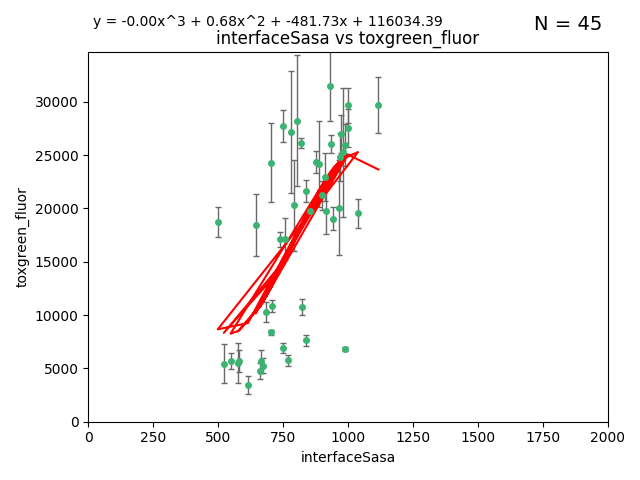 y = -0.00x^3 + 0.68x^2 + -481.73x + 116034.39
N = 45
interfaceSasa vs toxgreen_fluor
toxgreen_fluor
30000
25000
20000
15000
10000
5000
0
0 250 500 750 1000 1250 1500 1750 2000
interfaceSasa